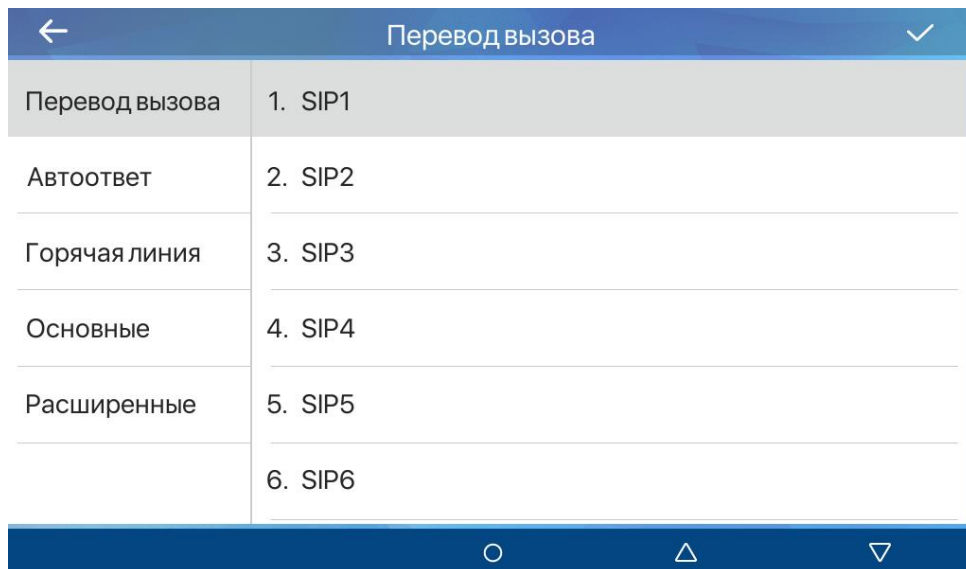 Перевод вызова
Перевод вызова
Автоответ
Горячая линия
Основные
Расширенные
1. SIP1
2. SIP2
3. SIP3
4. SIP4
5. SIP5
6. SIP6